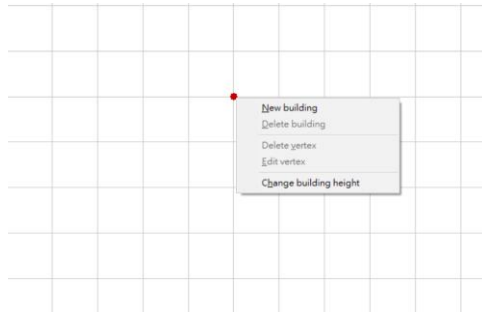 New building
Delete building
Delete vertex
Edit vertex
Change building height